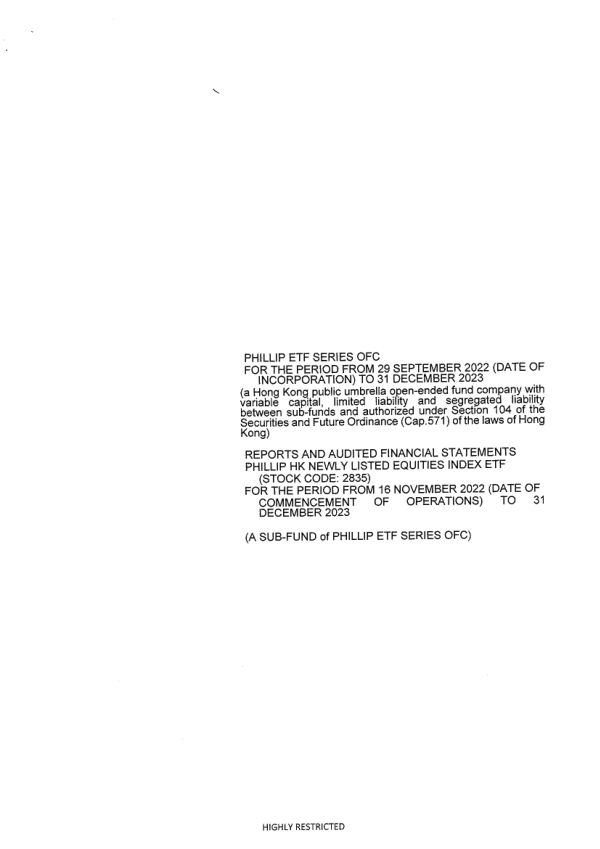 PHILLIP ETF SERIES OFC
FOR THE PERIOD FROM 29 SEPTEMBER 2022 (DATE OF
INCORPORATION) TO 31 DECEMBER 2023
(a Hong Kong public umbrella open-ended fund company with
variable capital, limited liability and segregated liability
between sub-funds and authorized under Section 104 of the
Securities and Future Ordinance (Cap.571) of the laws of Hong
Kong)
REPORTS AND AUDITED FINANCIAL STATEMENTS
PHILLIP HK NEWLY LISTED EQUITIES INDEX ETF
(STOCK CODE: 2835)
FOR THE PERIOD FROM 16 NOVEMBER 2022 (DATE OF
COMMENCEMENT OF OPERATIONS) TO 31
DECEMBER 2023
(A SUB-FUND of PHILLIP ETF SERIES OFC)
HIGHLY RESTRICTED